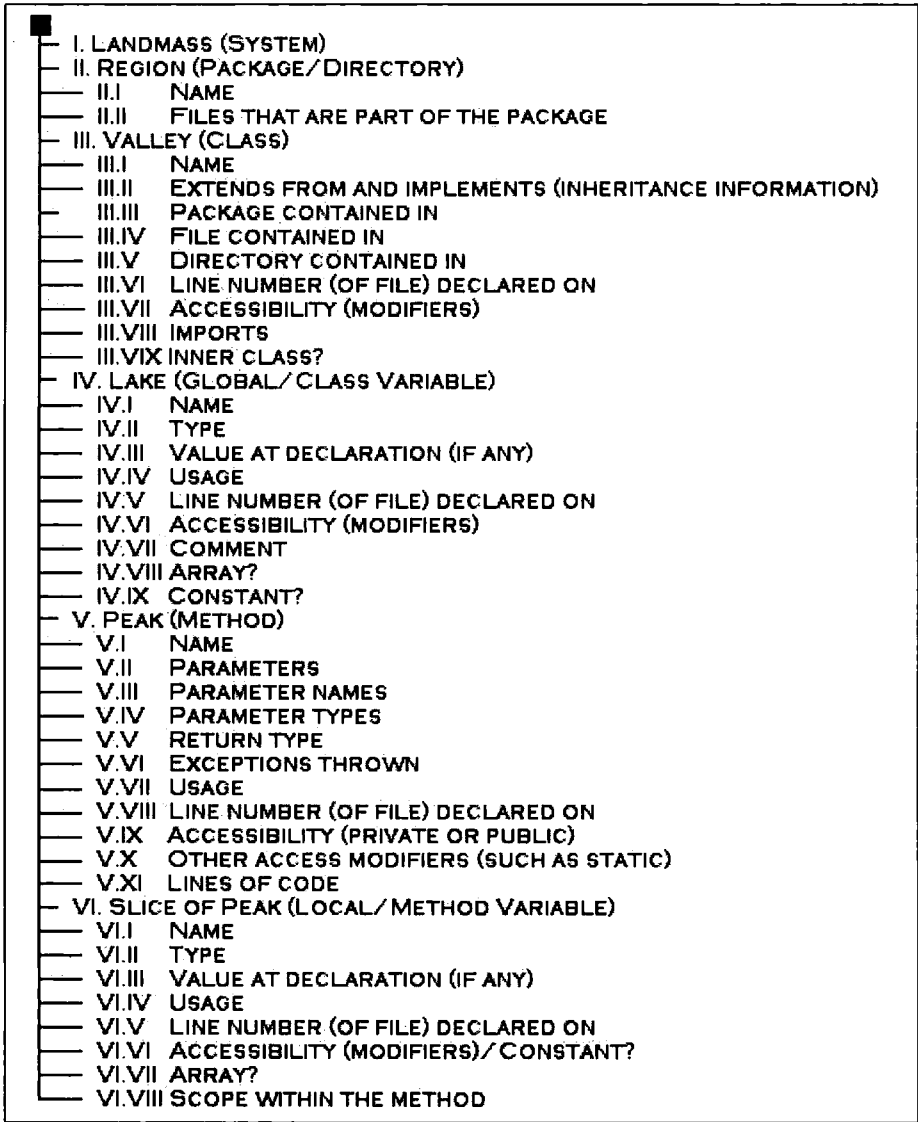 I. LANDMASS (SYSTEM)
II. REGION (PACKAGE/DIRECTORY)
II.I NAME
II.II FILES THAT ARE PART OF THE PACKAGE
III. VALLEY (CLASS)
III.I NAME
III.II EXTENDS FROM AND IMPLEMENTS (INHERITANCE INFORMATION)
III.III PACKAGE CONTAINED IN
III.IV FILE CONTAINED IN
III.V DIRECTORY CONTAINED IN
III.VI LINE NUMBER (OF FILE) DECLARED ON
III.VII ACCESSIBILITY (MODIFIERS)
III.VIII IMPORTS
III.VIX INNER CLASS?
IV. LAKE (GLOBAL/CLASS VARIABLE)
IV.I NAME
IV.II TYPE
IV.III VALUE AT DECLARATION (IF ANY)
IV.IV USAGE
IV.V LINE NUMBER (OF FILE) DECLARED ON
IV.VI ACCESSIBILITY (MODIFIERS)
IV.VII COMMENT
IV.VIII ARRAY?
IV.IX CONSTANT?
V. PEAK (METHOD)
V.I NAME
V.II PARAMETERS
V.III PARAMETER NAMES
V.IV PARAMETER TYPES
V.V RETURN TYPE
V.VI EXCEPTIONS THROWN
V.VII USAGE
V.VIII LINE NUMBER (OF FILE) DECLARED ON
V.IX ACCESSIBILITY (PRIVATE OR PUBLIC)
V.X OTHER ACCESS MODIFIERS (SUCH AS STATIC)
V.XI LINES OF CODE
VI. SLICE OF PEAK (LOCAL/METHOD VARIABLE)
VI.I NAME
VI.II TYPE
VI.III VALUE AT DECLARATION (IF ANY)
VI.IV USAGE
VI.V LINE NUMBER (OF FILE) DECLARED ON
VI.VI ACCESSIBILITY (MODIFIERS)/CONSTANT?
VI.VII ARRAY?
VI.VIII SCOPE WITHIN THE METHOD